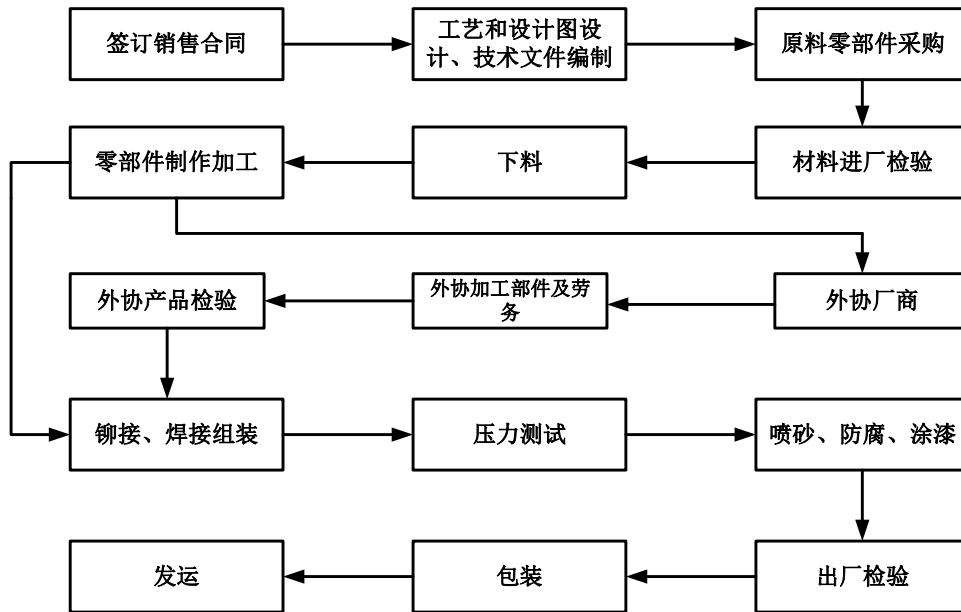 签订销售合同
工艺和设计图设
计、技术文件编制
原料零部件采购
零部件制作加工
下料
材料进厂检验
外协产品检验
外协加工部件及劳
务
外协厂商
铆接、焊接组装
压力测试
喷砂、防腐、涂漆
发运
包装
出厂检验